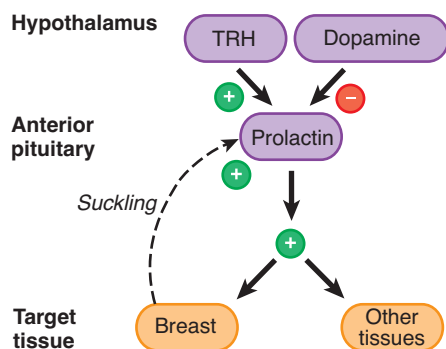 Hypothalamus
TRH
Dopamine
+
−
Anterior
pituitary
Prolactin
+
Suckling
+
Target
tissue
Breast
Other
tissues